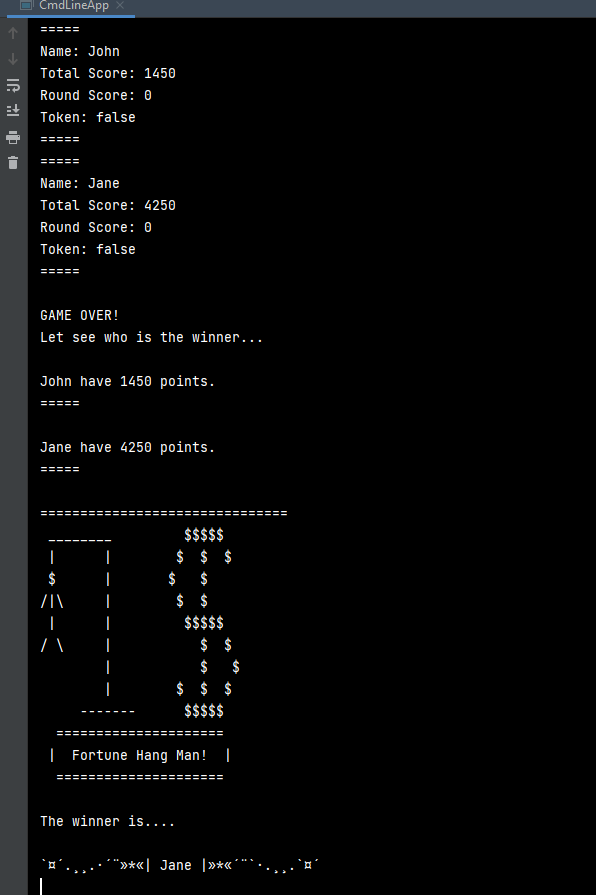 CmdLineApp ×
=====
Name: John
Total Score: 1450
Round Score: 0
Token: false
=====
=====
Name: Jane
Total Score: 4250
Round Score: 0
Token: false
=====
GAME OVER!
Let see who is the winner...
John have 1450 points.
=====
Jane have 4250 points.
=====
===============================
 ________         $$$$$
 |      |        $  $  $
 $      |       $   $
/|\     |        $  $
 |      |         $$$$$
/ \     |           $  $
        |           $   $
        |        $  $  $
     -------      $$$$$
  =====================
 |  Fortune Hang Man!  |
  =====================
The winner is....
`¤´.¸¸.·´¨»*«| Jane |»*«´¨`·.¸¸.`¤´